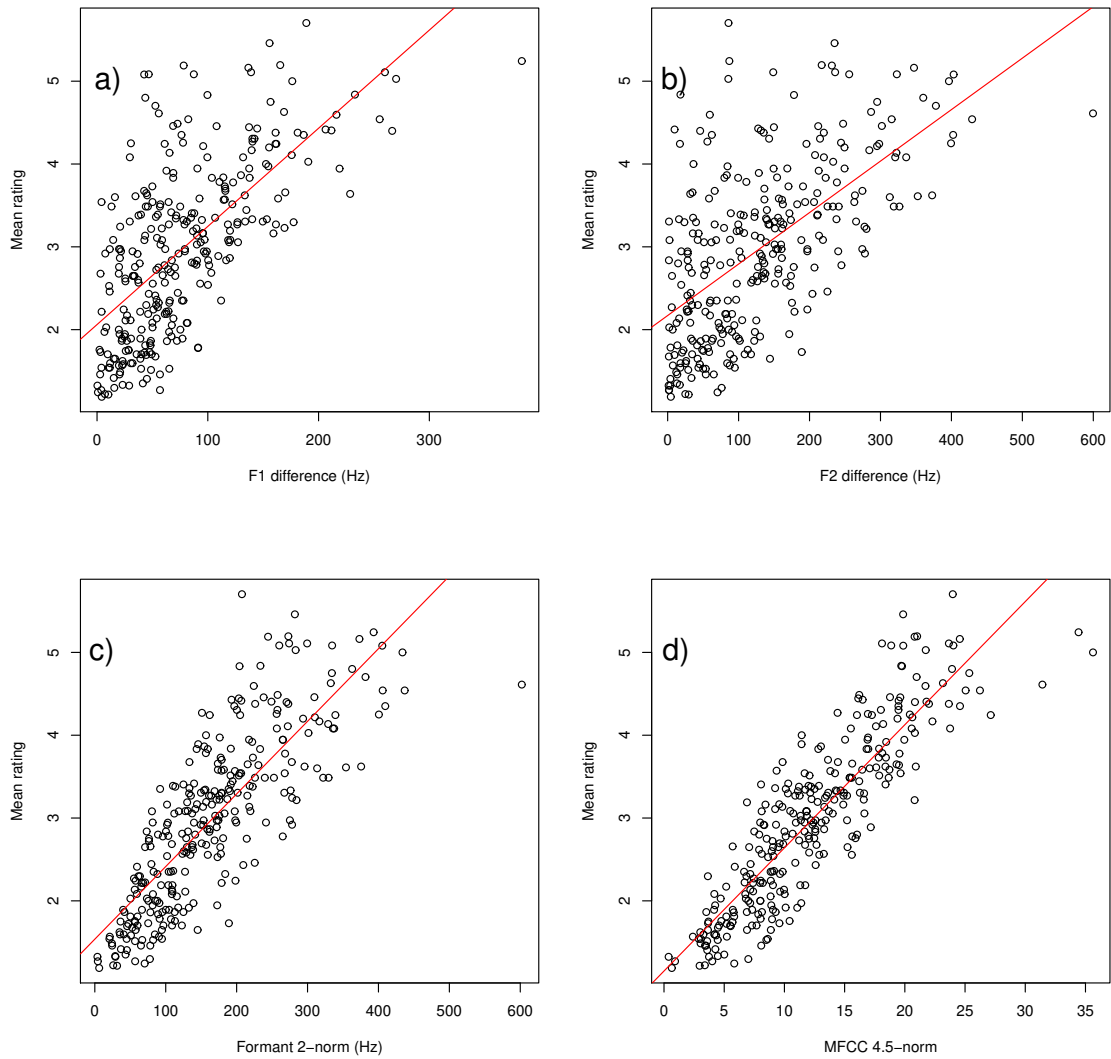 a)
Mean rating
5
4
3
2
0 100 200 300
F1 difference (Hz)
b)
Mean rating
5
4
3
2
0 100 200 300 400 500 600
F2 difference (Hz)
c)
Mean rating
5
4
3
2
0 100 200 300 400 500 600
Formant 2−norm (Hz)
d)
Mean rating
5
4
3
2
0 5 10 15 20 25 30 35
MFCC 4.5−norm